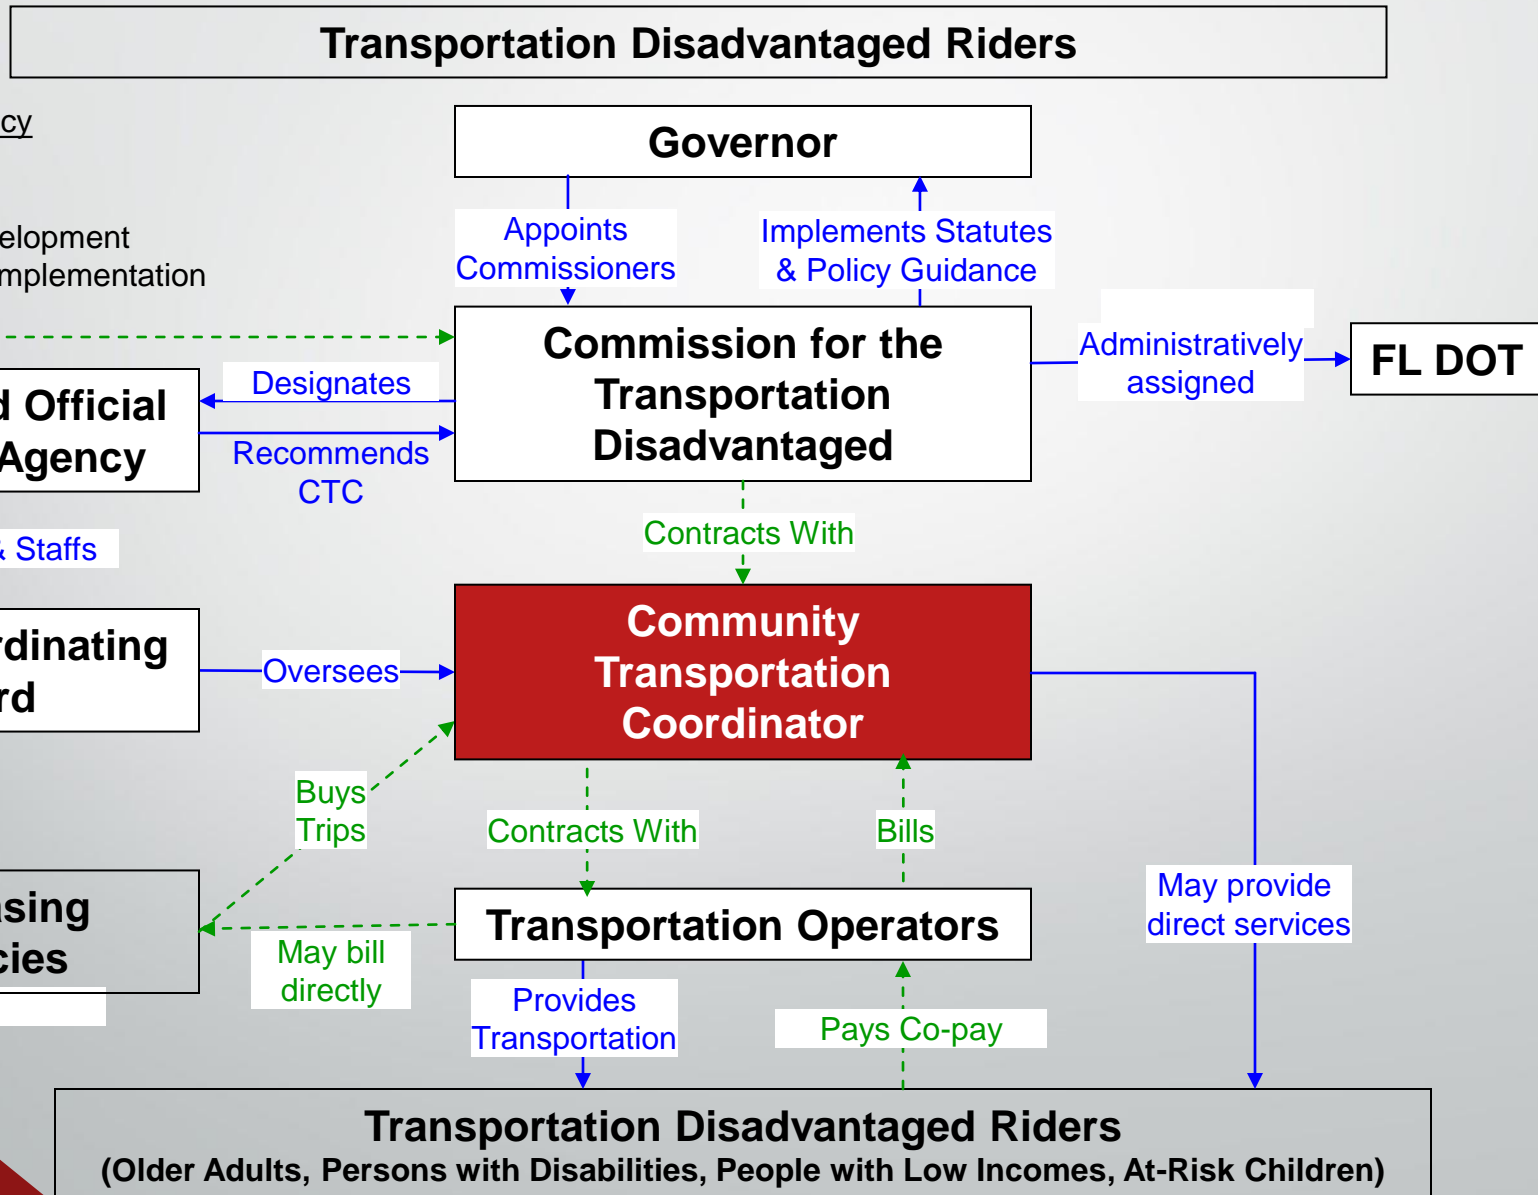 Transportation Disadvantaged Riders
cy
Governor
elopment
mplementation
Appoints
Commissioners
Implements Statutes
& Policy Guidance
Commission for the
Transportation
Disadvantaged
Administratively
assigned
FL DOT
Designates
d Official
Agency
Recommends
CTC
Contracts With
& Staffs
Community
Transportation
Coordinator
rdinating
rd
Oversees
Buys
Trips
Contracts With
Bills
May provide
direct services
asing
cies
Transportation Operators
May bill
directly
Provides
Transportation
Pays Co-pay
Transportation Disadvantaged Riders
(Older Adults, Persons with Disabilities, People with Low Incomes, At-Risk Children)